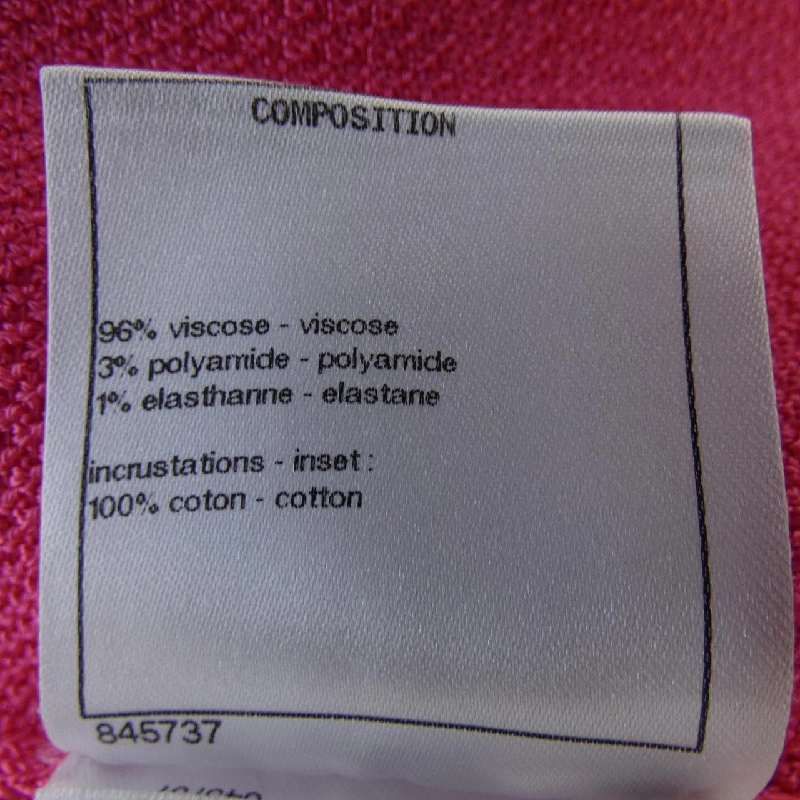 COMPOSITION
96% viscose - viscose
3% polyamide - polyamide
1% elasthanne - elastane
incrustations - inset :
100% coton - cotton
845737